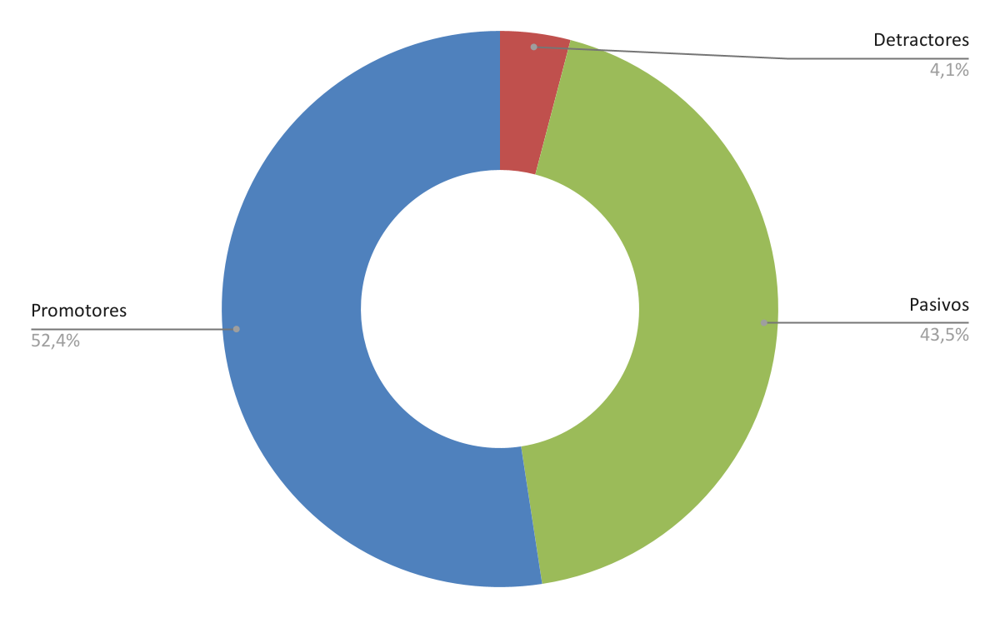 Detractores
4,1%
Pasivos
43,5%
Promotores
52,4%